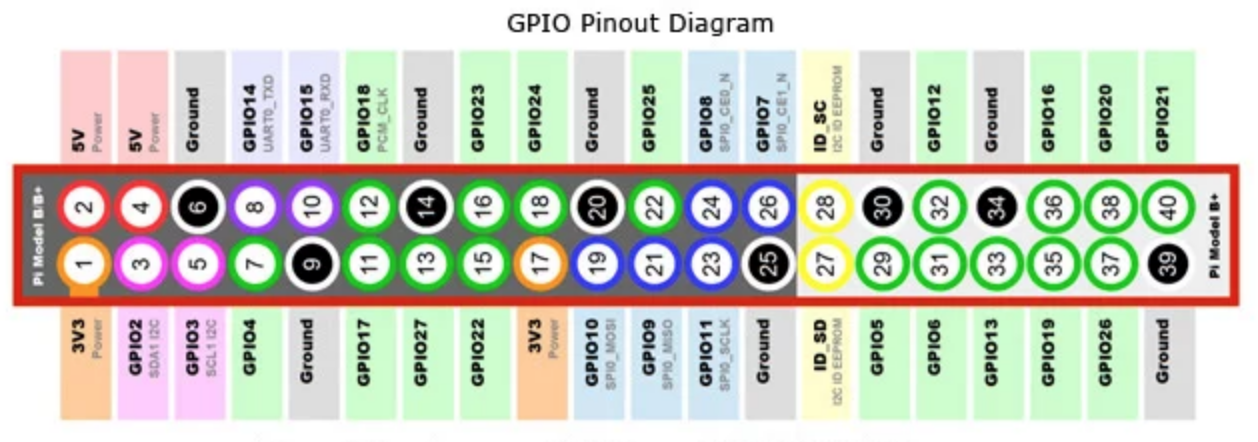 GPIO Pinout Diagram
5V
Power
5V
Power
Ground
GPIO14
UART0_TXD
GPIO15
UART0_RXD
GPIO18
PCM_CLK
Ground
GPIO23
GPIO24
Ground
GPIO25
GPIO8
SPI0_CE0_N
GPIO7
SPI0_CE1_N
ID_SC
I2C ID EEPROM
Ground
GPIO12
Ground
GPIO16
GPIO20
GPIO21
Pi Model B/B+
2 4 6 8 10 12 14 16 18 20 22 24 26 28 30 32 34 36 38 40
1 3 5 7 9 11 13 15 17 19 21 23 25 27 29 31 33 35 37 39
Pi Model B+
3V3
Power
GPIO2
SDA1 I2C
GPIO3
SCL1 I2C
GPIO4
Ground
GPIO17
GPIO27
GPIO22
3V3
Power
GPIO10
SPI0_MOSI
GPIO9
SPI0_MISO
GPIO11
SPI0_SCLK
Ground
ID_SD
I2C ID EEPROM
GPIO5
GPIO6
GPIO13
GPIO19
GPIO26
Ground